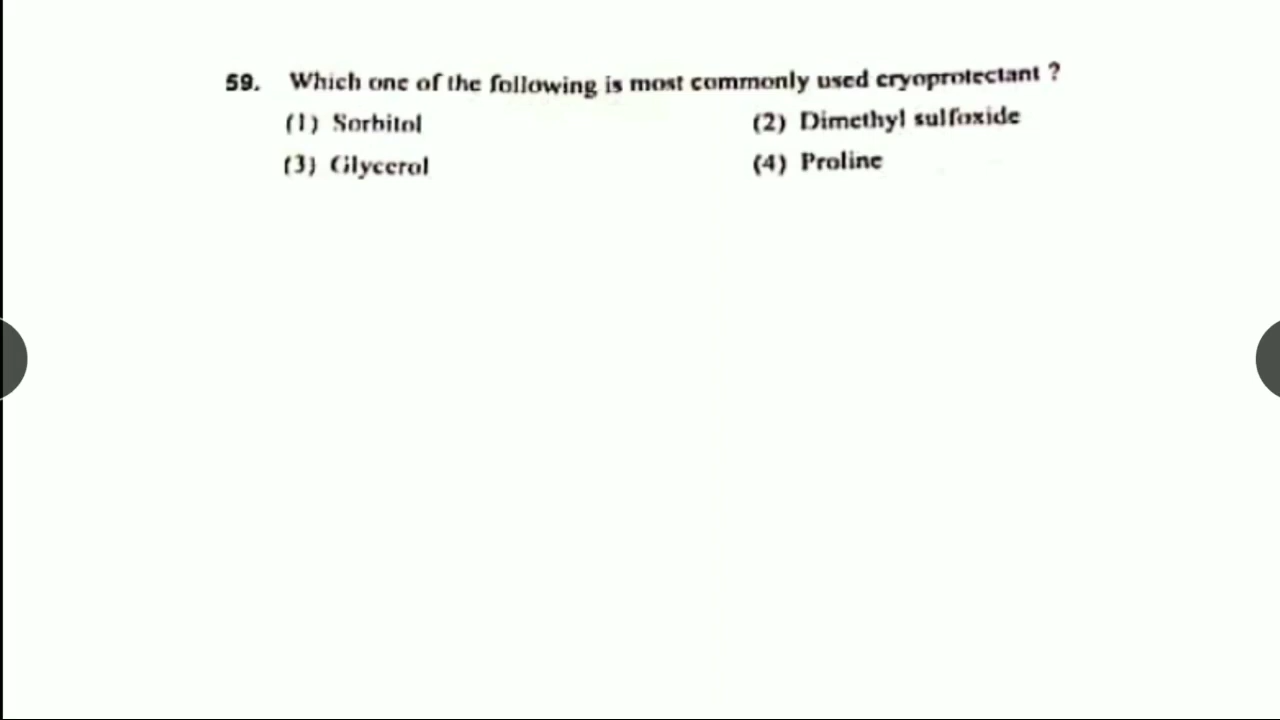 59. Which one of the following is most commonly used cryoprotectant ?
(1) Sorbitol (2) Dimethyl sulfoxide
(3) Glycerol (4) Proline